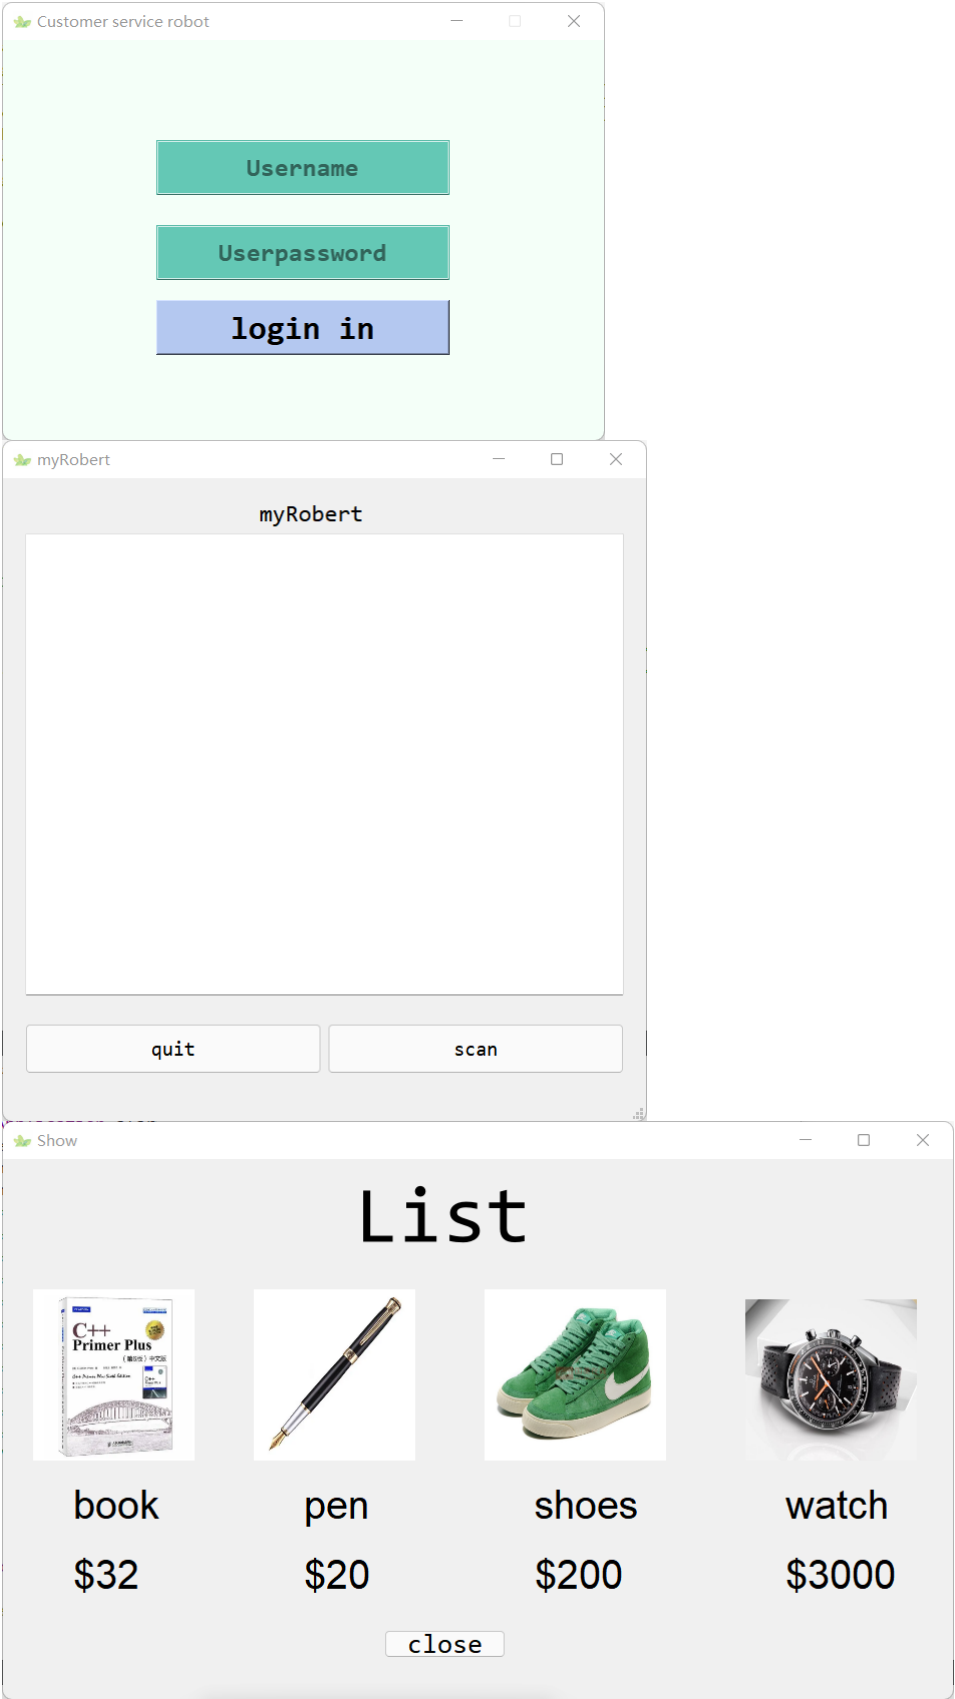 Customer service robot
Username
Userpassword
login in
myRobert
myRobert
quit
scan
Show
List
C++
Primer Plus
book
pen
shoes
watch
$32
$20
$200
$3000
close